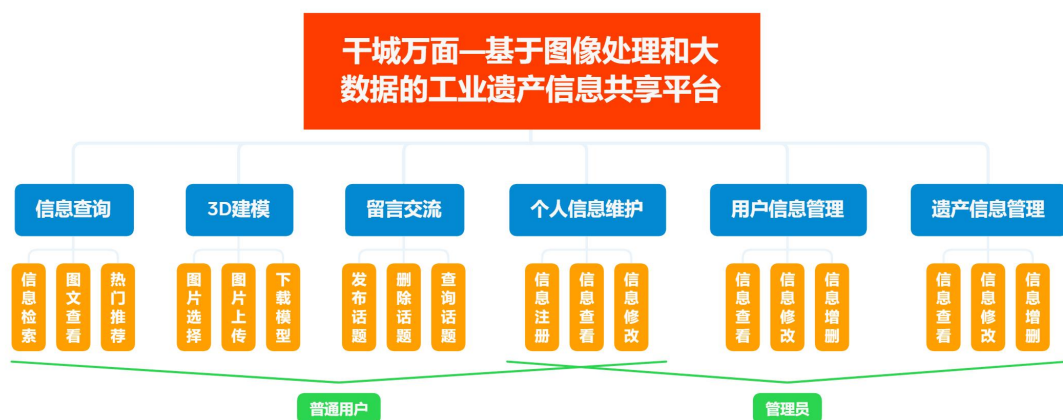 千城万面—基于图像处理和大
数据的工业遗产信息共享平台
信息查询
3D建模
留言交流
个人信息维护
用户信息管理
遗产信息管理
信息检索
图文查看
热门推荐
图片选择
图片上传
下载模型
发布话题
删除话题
查询话题
信息注册
信息查看
信息修改
信息查看
信息修改
信息增删
信息查看
信息修改
信息增删
普通用户
管理员